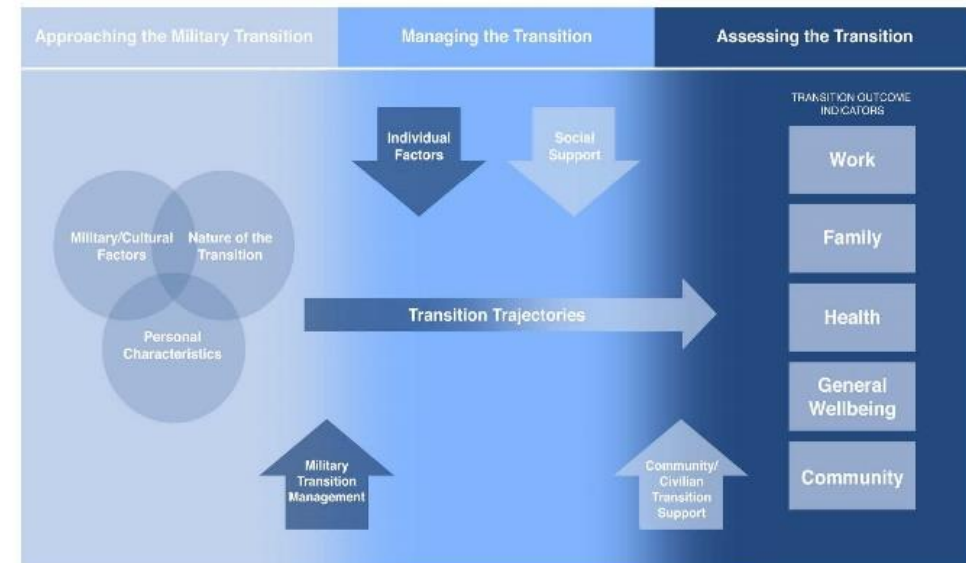 Approaching the Military Transition
Managing the Transition
Assessing the Transition
Individual
Factors
Social
Support
TRANSITION OUTCOME
INDICATORS
Work
Family
Health
General
Wellbeing
Community
Military/Cultural
Factors
Nature of the
Transition
Personal
Characteristics
Transition Trajectories
Military
Transition
Management
Community/
Civilian
Transition
Support